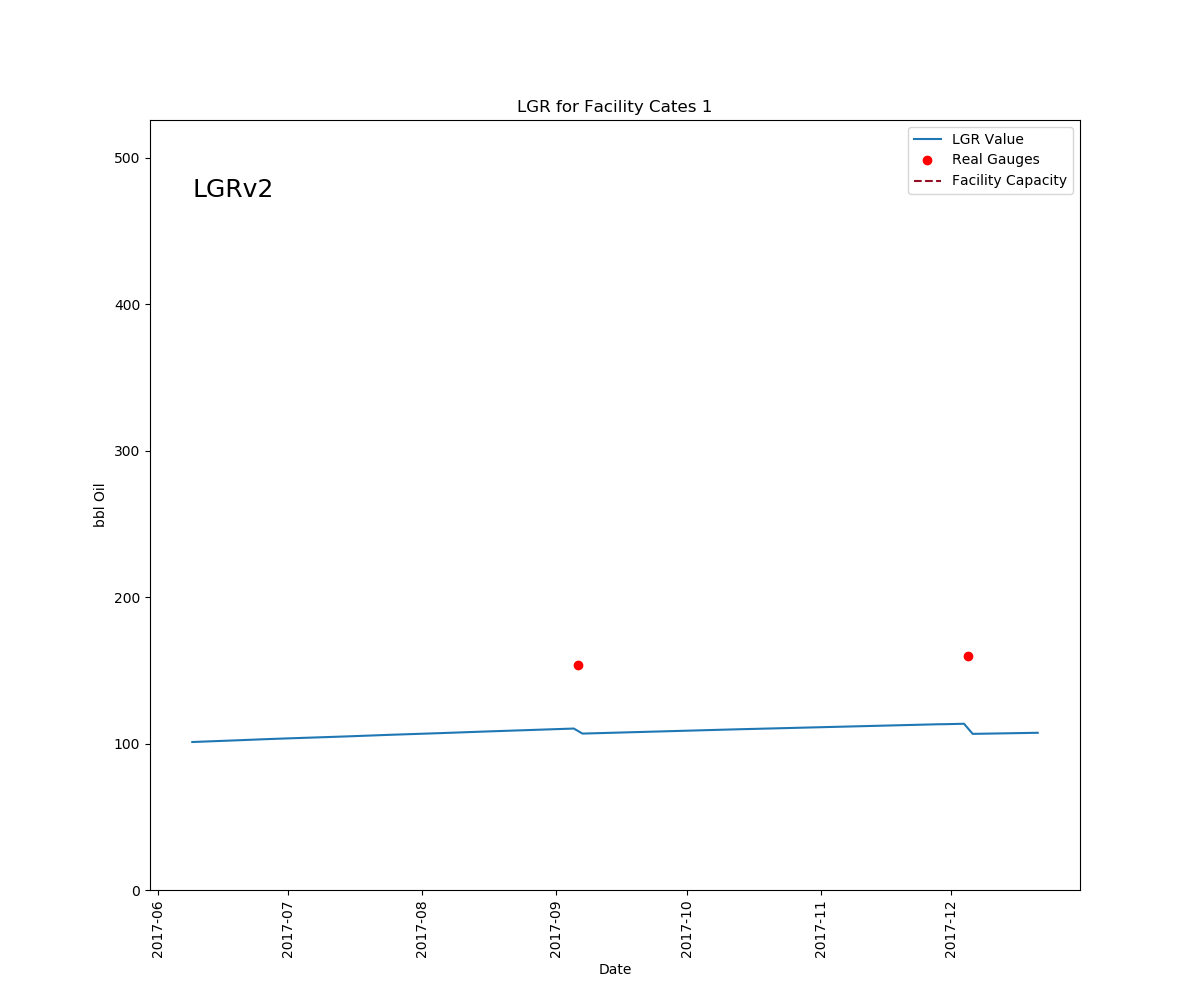 LGR for Facility Cates 1
LGRv2
LGR Value
Real Gauges
Facility Capacity
bbl Oil
500
400
300
200
100
0
2017-06
2017-07
2017-08
2017-09
2017-10
2017-11
2017-12
Date